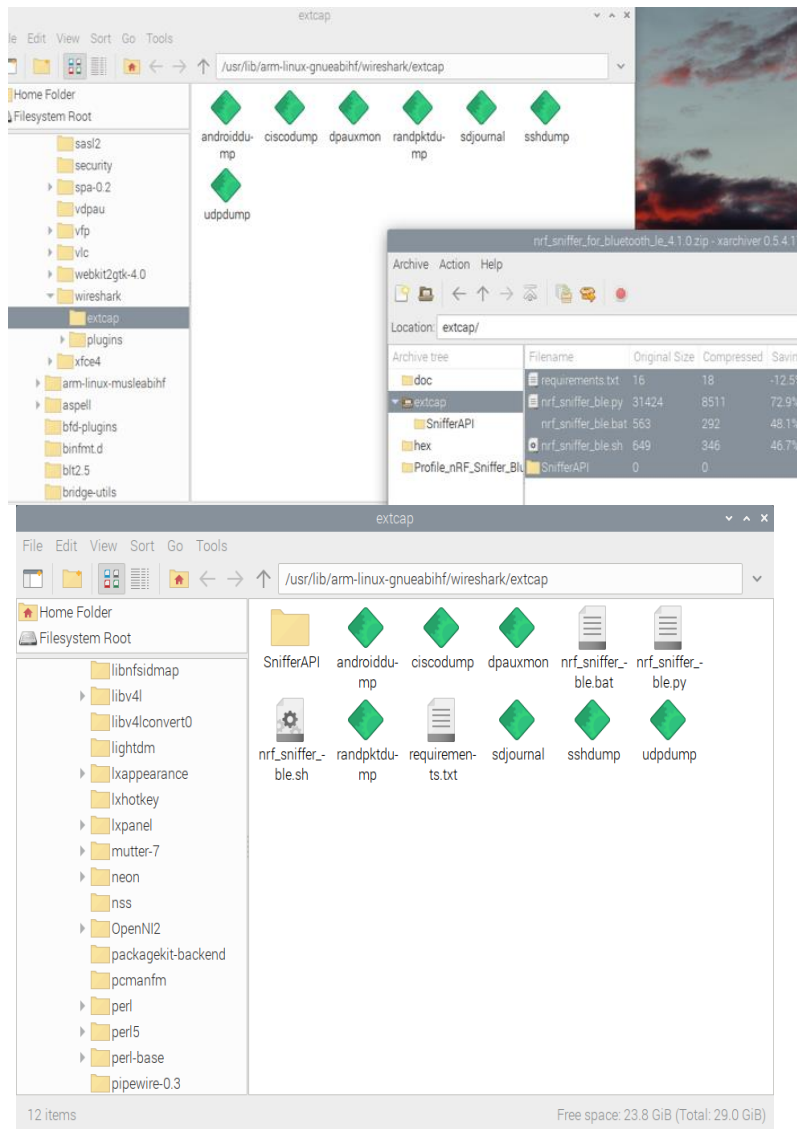 extcap
le Edit View Sort Go Tools
/usr/lib/arm-linux-gnueabihf/wireshark/extcap
Home Folder
Filesystem Root
sasl2
security
spa-0.2
vdpau
vfp
vlc
webkit2gtk-4.0
wireshark
extcap
plugins
xfce4
arm-linux-musleabihf
aspell
bfd-plugins
binfmt.d
blt2.5
bridge-utils
androiddu- ciscodump dpauxmon randpktdu- sdjournal sshdump
mp mp
udpdump
nrf_sniffer_for_bluetooth_le_4.1.0.zip - xarchiver 0.5.4.1
Archive Action Help
Location: extcap/
Archive tree
doc
extcap
SnifferAPI
hex
Profile_nRF_Sniffer_Blu
Filename Original Size Compressed Savin
requirements.txt 16 18 -12.5%
nrf_sniffer_ble.py 31424 8511 72.9%
nrf_sniffer_ble.bat 563 292 48.1%
nrf_sniffer_ble.sh 649 346 46.7%
SnifferAPI 0 0
extcap
File Edit View Sort Go Tools
/usr/lib/arm-linux-gnueabihf/wireshark/extcap
Home Folder
Filesystem Root
libnfsidmap
libv4l
libv4lconvert0
lightdm
lxappearance
lxhotkey
lxpanel
mutter-7
neon
nss
OpenNI2
packagekit-backend
pcmanfm
perl
perl5
perl-base
pipewire-0.3
SnifferAPI androiddu- ciscodump dpauxmon nrf_sniffer_- nrf_sniffer_-
mp ble.bat ble.py
nrf_sniffer_- randpktdu- requiremen- sdjournal sshdump udpdump
ble.sh mp ts.txt
12 items
Free space: 23.8 GiB (Total: 29.0 GiB)